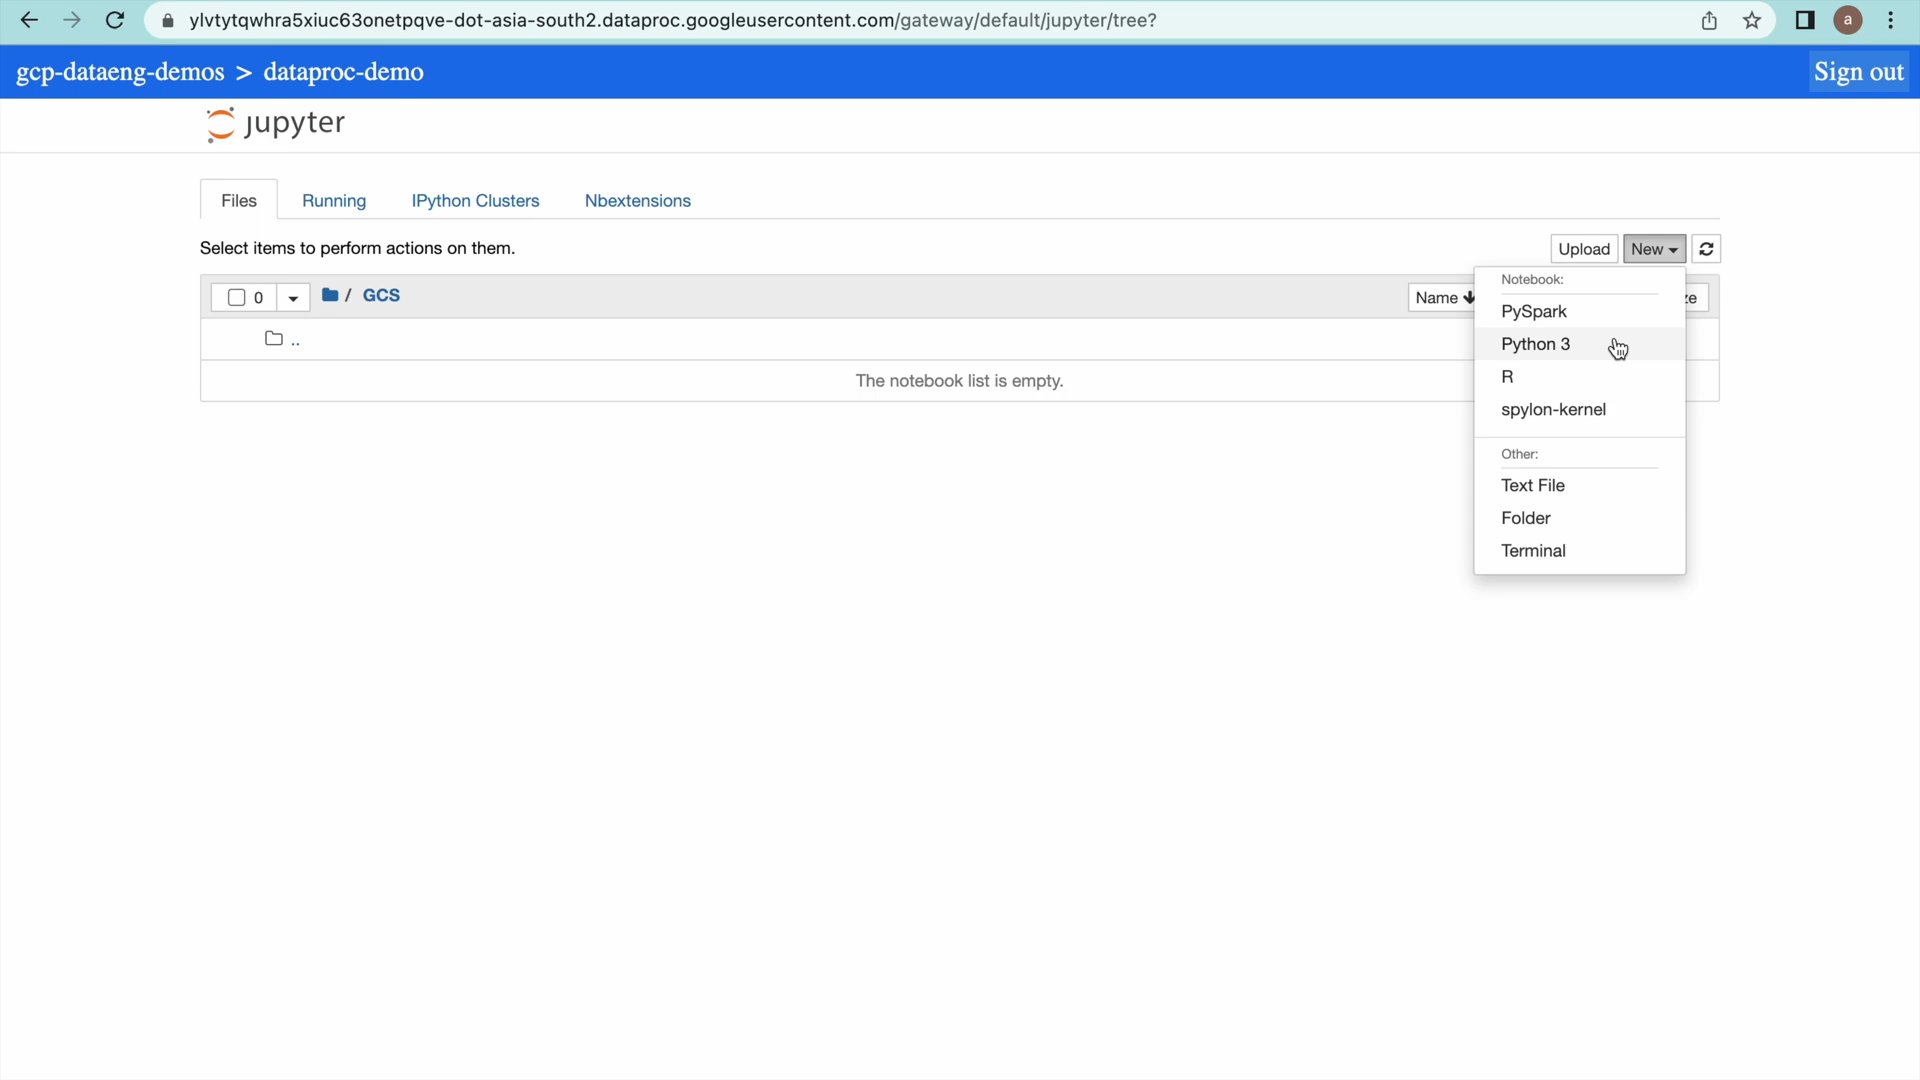 ylvtytqwhra5xiuc63onetpqve-dot-asia-south2.dataproc.googleusercontent.com/gateway/default/jupyter/tree?
a
gcp-dataeng-demos > dataproc-demo
Sign out
jupyter
Files Running IPython Clusters Nbextensions
Select items to perform actions on them.
Upload New
0 / GCS
Name
ze
..
The notebook list is empty.
Notebook:
PySpark
Python 3
R
spylon-kernel
Other:
Text File
Folder
Terminal